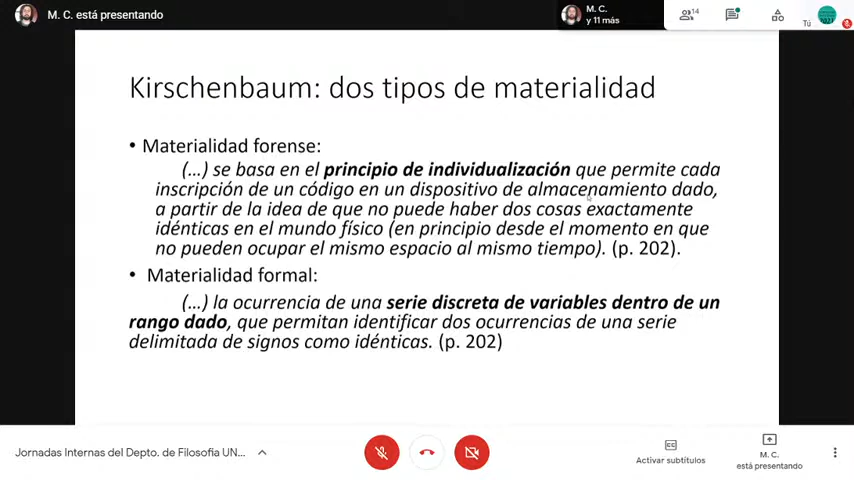 M. C. está presentando
M. C.
y 11 más
14
Tú
2021
Kirschenbaum: dos tipos de materialidad
• Materialidad forense:
(...) se basa en el principio de individualización que permite cada
inscripción de un código en un dispositivo de almacenamiento dado,
a partir de la idea de que no puede haber dos cosas exactamente
idénticas en el mundo físico (en principio desde el momento en que
no pueden ocupar el mismo espacio al mismo tiempo). (p. 202).
• Materialidad formal:
(...) la ocurrencia de una serie discreta de variables dentro de un
rango dado, que permitan identificar dos ocurrencias de una serie
delimitada de signos como idénticas. (p. 202)
Jornadas Internas del Depto. de Filosofia UN...
Activar subtítulos
M. C.
está presentando